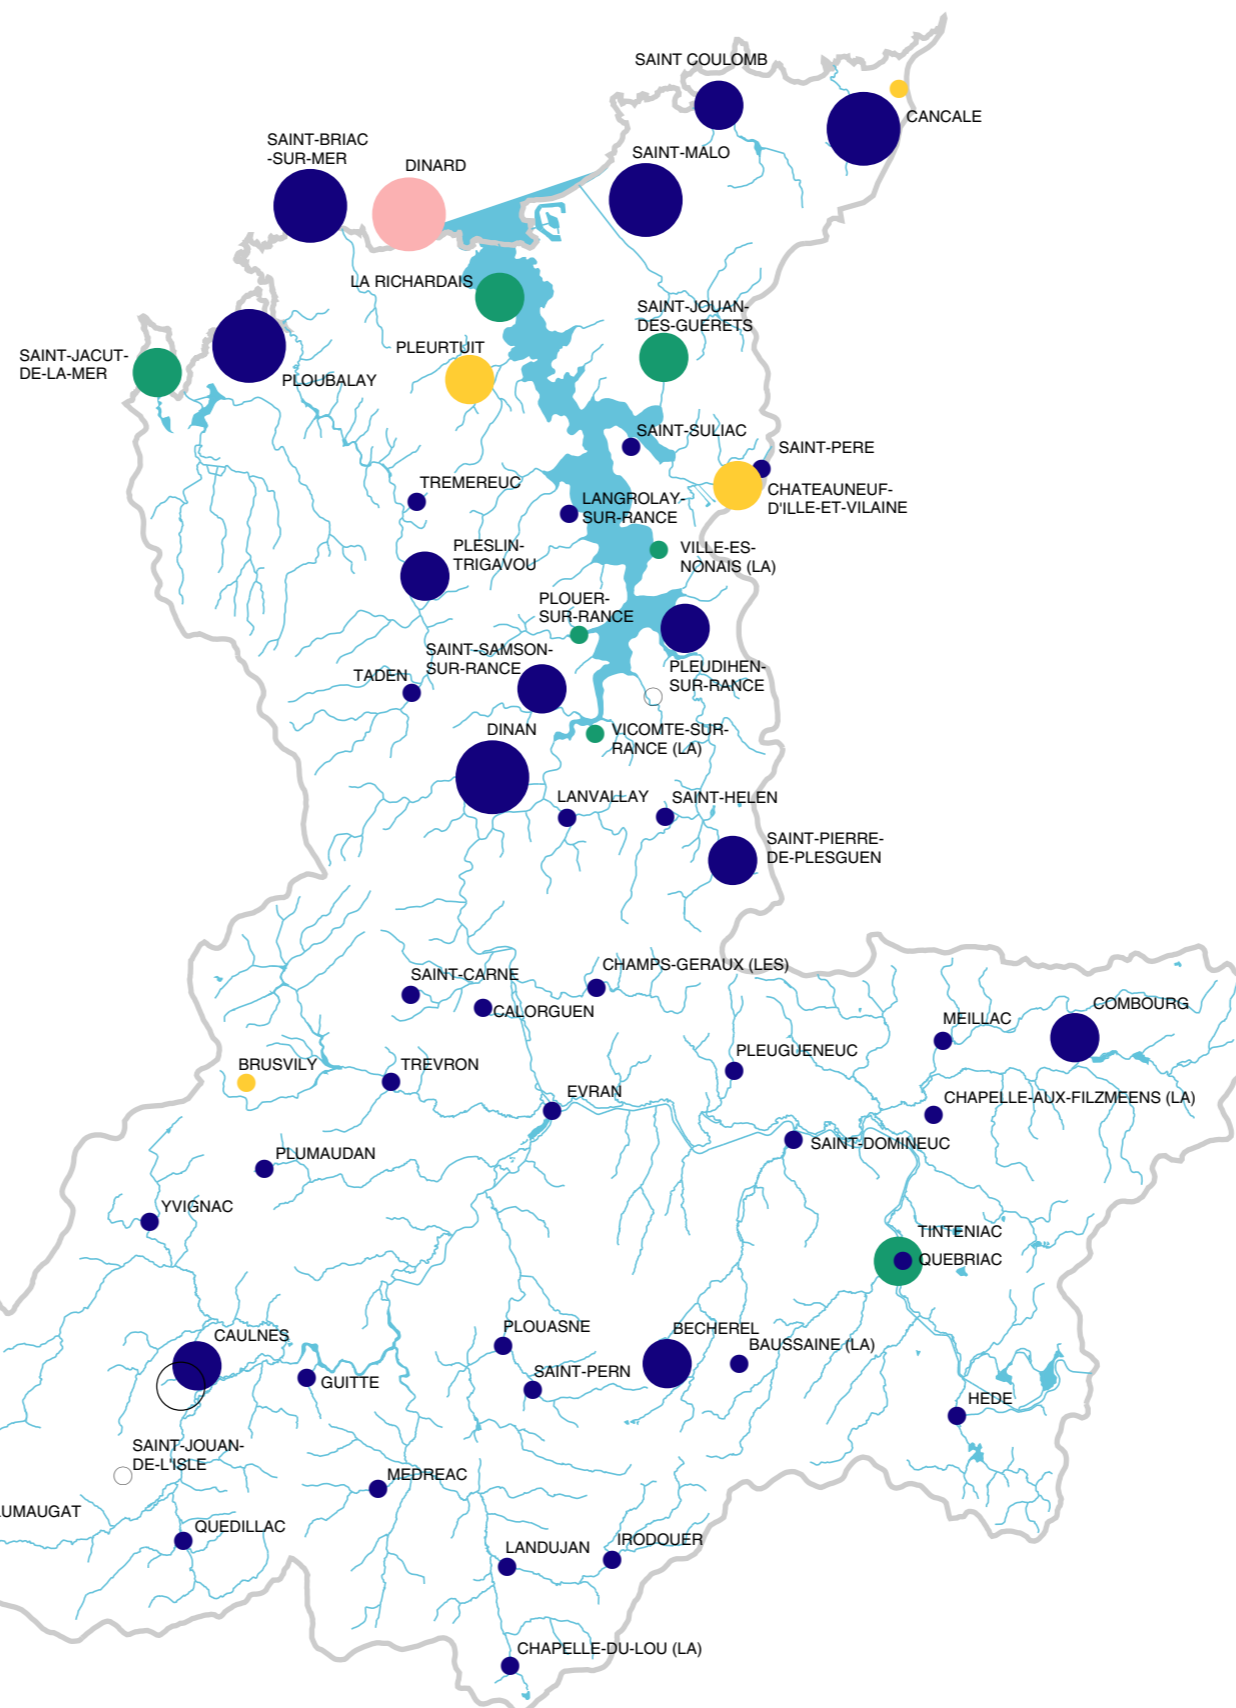 SAINT COULOMB
CANCALE
SAINT-BRIAC
-SUR-MER
DINARD
SAINT-MALO
LA RICHARDAIS
SAINT-JOUAN-
DES-GUERETS
PLEURTUIT
SAINT-JACUT-
DE-LA-MER
PLOUBALAY
SAINT-SULIAC
SAINT-PERE
TREMEREUC
LANGROLAY-
SUR-RANCE
CHATEAUNEUF-
D'ILLE-ET-VILAINE
PLESLIN-
TRIGAVOU
VILLE-ES-
NONAIS (LA)
PLOUER-
SUR-RANCE
SAINT-SAMSON-
SUR-RANCE
TADEN
PLEUDIHEN-
SUR-RANCE
DINAN
VICOMTE-SUR-
RANCE (LA)
LANVALLAY
SAINT-HELEN
SAINT-PIERRE-
DE-PLESGUEN
CHAMPS-GERAUX (LES)
SAINT-CARNE
CALORGUEN
COMBOURG
MEILLAC
PLEUGUENEUC
BRUSVILY
TREVRON
EVRAN
CHAPELLE-AUX-FILZMEENS (LA)
SAINT-DOMINEUC
PLUMAUDAN
YVIGNAC
TINTENIAC
QUEBRIAC
CAULNES
PLOUASNE
BECHEREL
BAUSSAINE (LA)
GUITTE
SAINT-PERN
HEDE
SAINT-JOUAN-
DE-L'ISLE
MEDREAC
UMAUGAT
QUEDILLAC
LANDUJAN
IRODOUER
CHAPELLE-DU-LOU (LA)